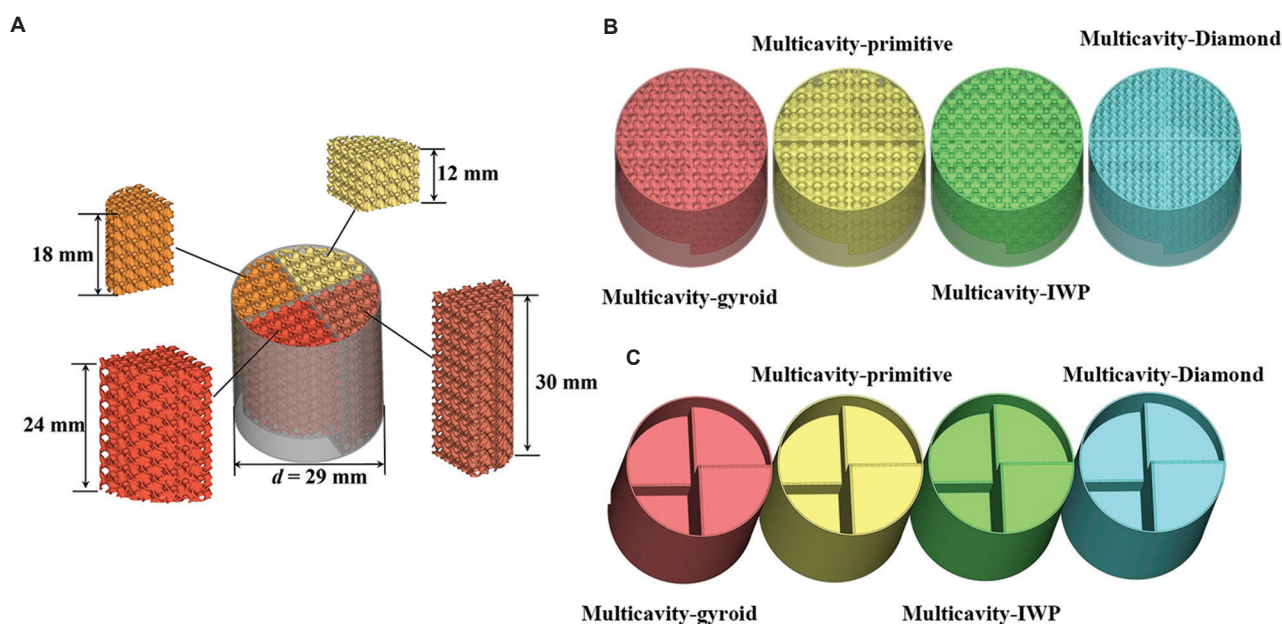 A
12 mm
18 mm
24 mm
30 mm
d = 29 mm
B
Multicavity-primitive
Multicavity-Diamond
Multicavity-gyroid
Multicavity-IWP
C
Multicavity-primitive
Multicavity-Diamond
Multicavity-gyroid
Multicavity-IWP